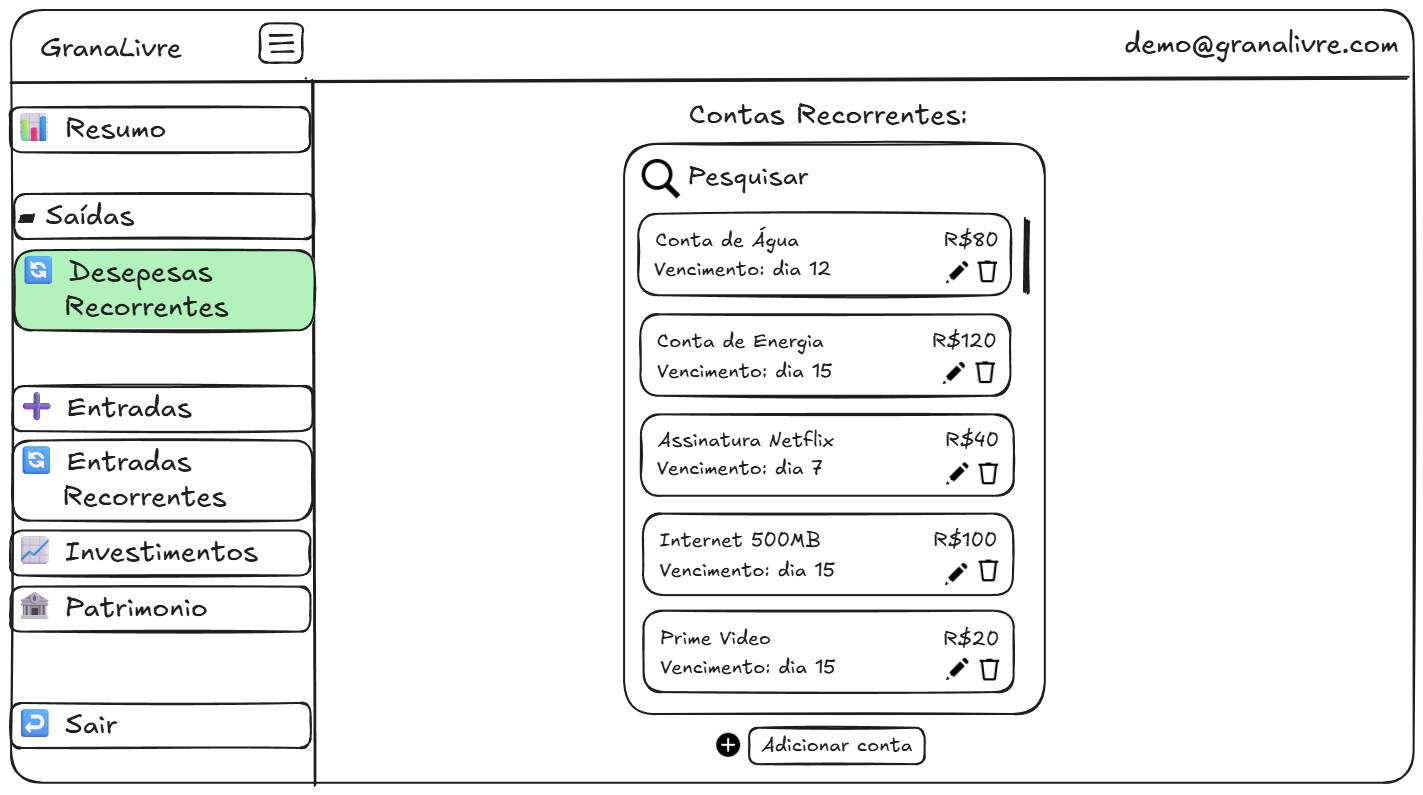 GranaLivre
demo@granalivre.com
Resumo
Saídas
Desepesas
Recorrentes
Entradas
Entradas
Recorrentes
Investimentos
Patrimonio
Sair
Contas Recorrentes:
Pesquisar
Conta de Água R$80
Vencimento: dia 12
Conta de Energia R$120
Vencimento: dia 15
Assinatura Netflix R$40
Vencimento: dia 7
Internet 500MB R$100
Vencimento: dia 15
Prime Video R$20
Vencimento: dia 15
Adicionar conta